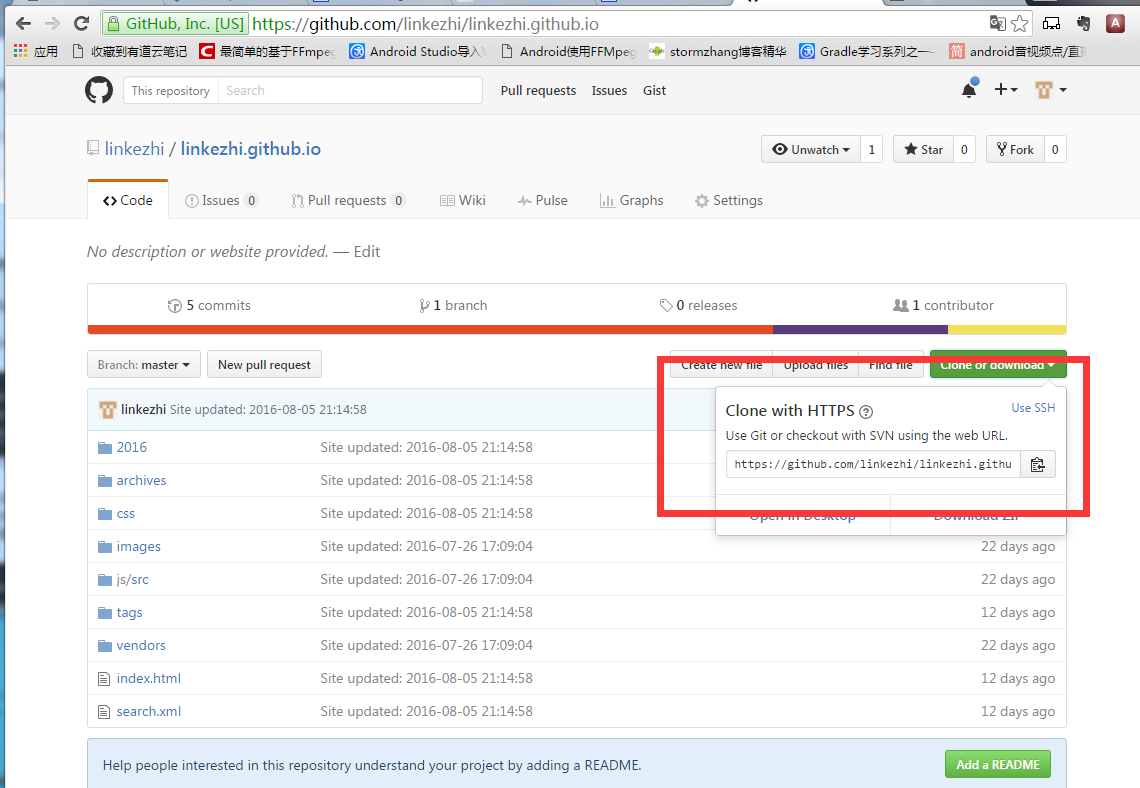 GitHub, Inc. [US] https://github.com/linkezhi/linkezhi.github.io
应用 收藏到有道云笔记 最简单的基于FFmpeg Android Studio导入 Android使用FFMpeg stormzhang博客精华 Gradle学习系列之一 android音视频点/直
This repository Search Pull requests Issues Gist
linkezhi / linkezhi.github.io Unwatch 1 Star 0 Fork 0
Code Issues 0 Pull requests 0 Wiki Pulse Graphs Settings
No description or website provided. — Edit
5 commits 1 branch 0 releases 1 contributor
Branch: master New pull request Create new file Upload files Find file Clone or download
linkezhi Site updated: 2016-08-05 21:14:58
Clone with HTTPS Use SSH
Use Git or checkout with SVN using the web URL.
https://github.com/linkezhi/linkezhi.githu
Open in Desktop Download ZIP
2016 Site updated: 2016-08-05 21:14:58
archives Site updated: 2016-08-05 21:14:58
css Site updated: 2016-08-05 21:14:58
images Site updated: 2016-07-26 17:09:04 22 days ago
js/src Site updated: 2016-07-26 17:09:04 22 days ago
tags Site updated: 2016-08-05 21:14:58 12 days ago
vendors Site updated: 2016-07-26 17:09:04 22 days ago
index.html Site updated: 2016-08-05 21:14:58 12 days ago
search.xml Site updated: 2016-08-05 21:14:58 12 days ago
Help people interested in this repository understand your project by adding a README. Add a README